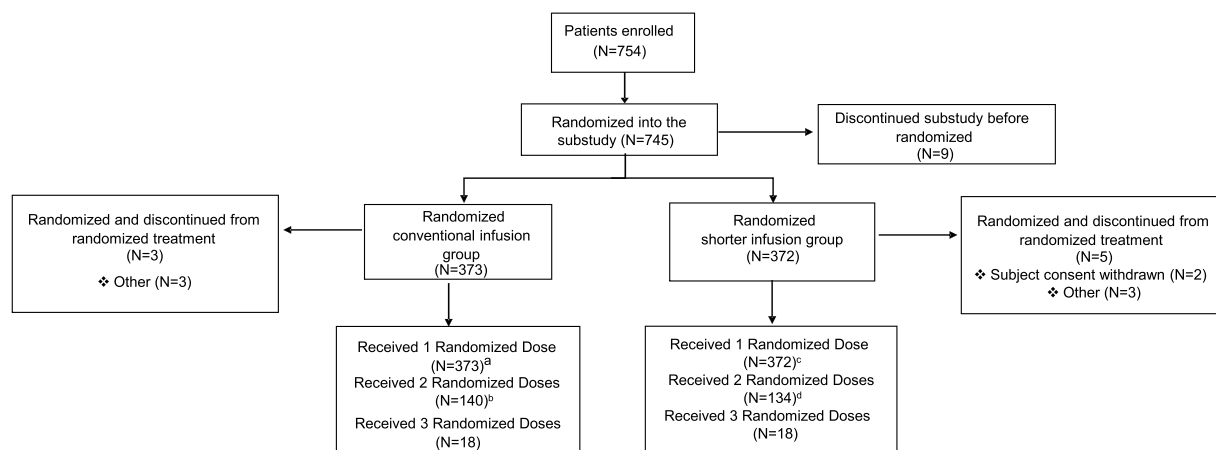 Patients enrolled
(N=754)
Randomized into the
substudy (N=745)
Discontinued substudy before
randomized
(N=9)
Randomized and discontinued from
randomized treatment
(N=3)
❖ Other (N=3)
Randomized
conventional infusion
group
(N=373)
Randomized
shorter infusion group
(N=372)
Randomized and discontinued from
randomized treatment
(N=5)
❖ Subject consent withdrawn (N=2)
❖ Other (N=3)
Received 1 Randomized Dose
(N=373)ᵃ
Received 2 Randomized Doses
(N=140)ᵇ
Received 3 Randomized Doses
(N=18)
Received 1 Randomized Dose
(N=372)ᶜ
Received 2 Randomized Doses
(N=134)ᵈ
Received 3 Randomized Doses
(N=18)